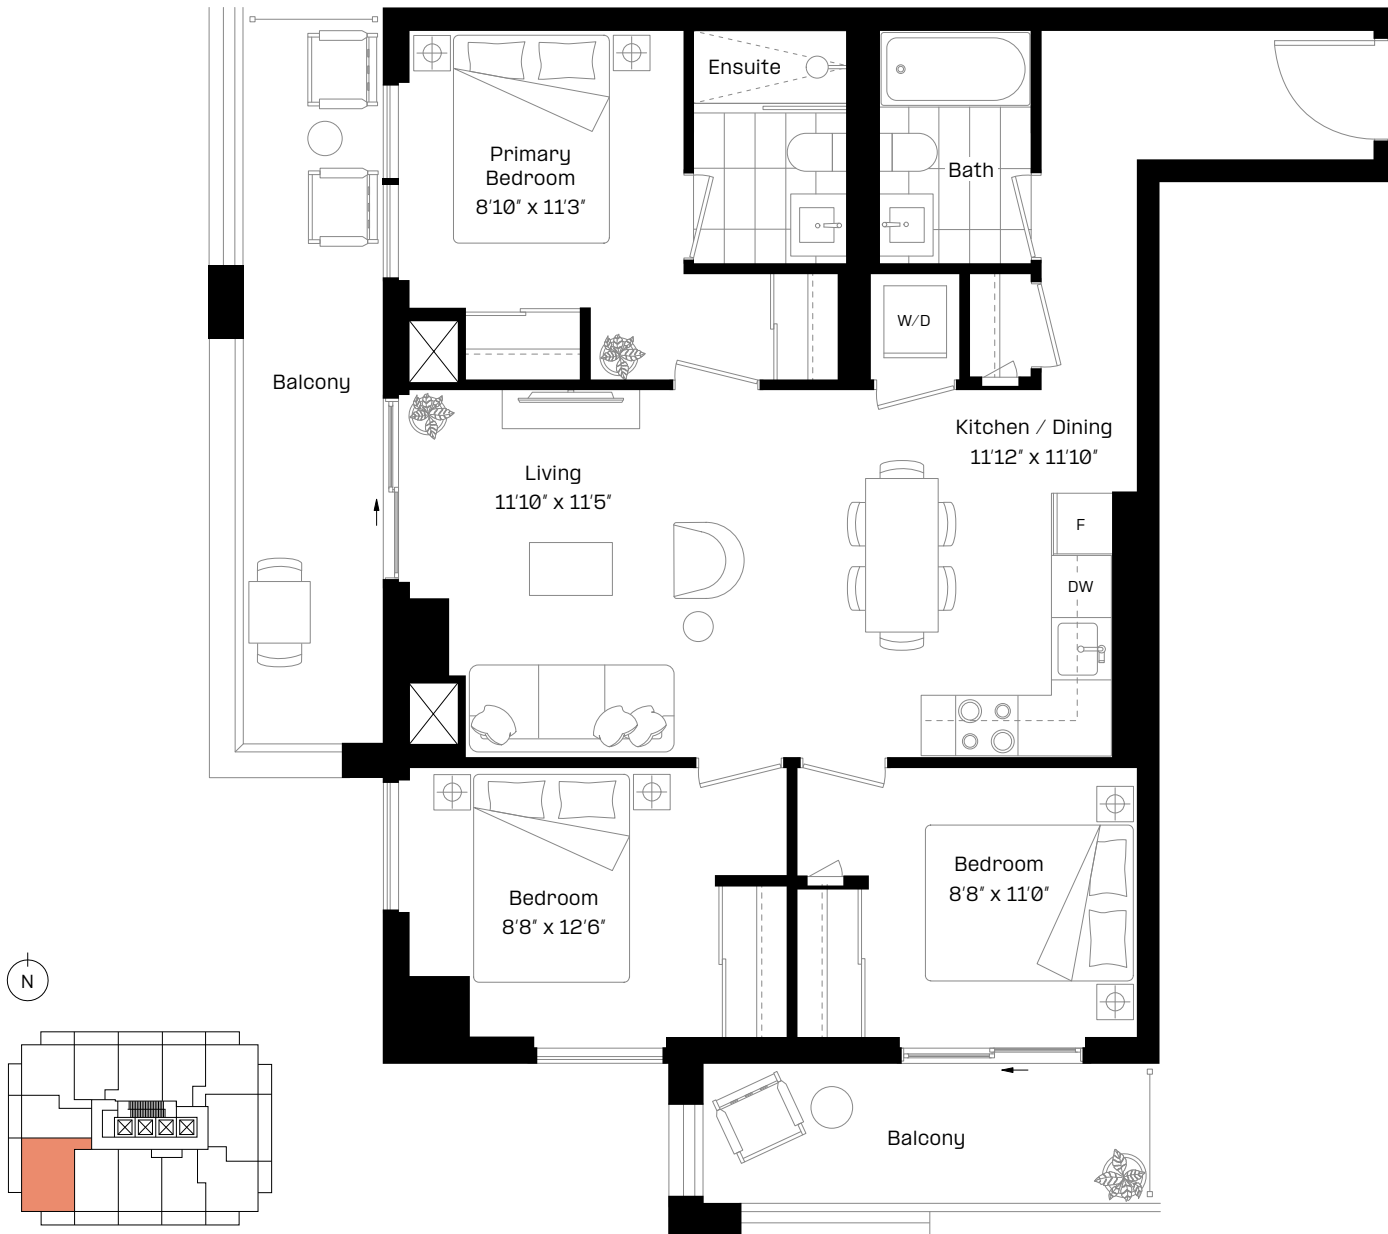 Ensuite
Primary
Bedroom
8'10" x 11'3"
Bath
W/D
Balcony
Kitchen / Dining
11'12" x 11'10"
Living
11'10" x 11'5"
F
DW
Bedroom
8'8" x 11'0"
Bedroom
8'8" x 12'6"
N
Balcony